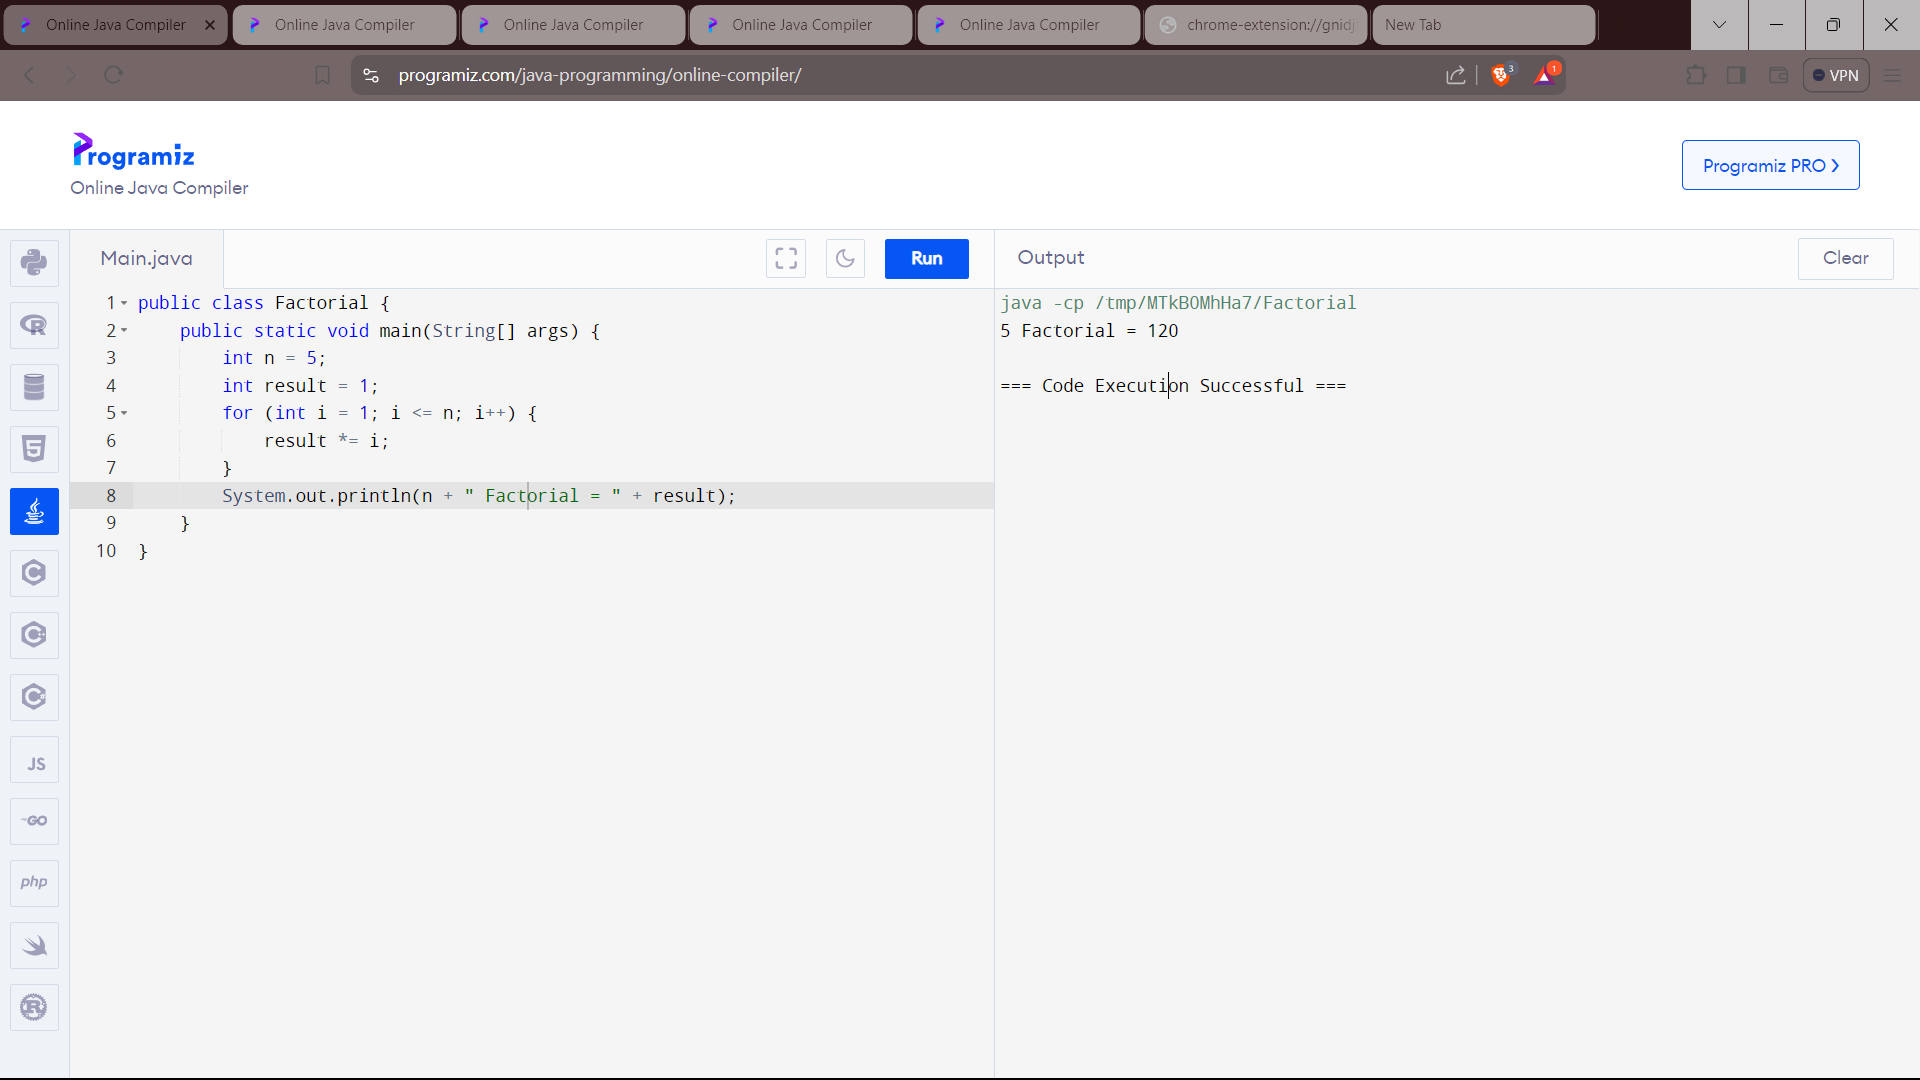 Online Java Compiler
Online Java Compiler
Online Java Compiler
Online Java Compiler
Online Java Compiler
chrome-extension://gnidj
New Tab
programiz.com/java-programming/online-compiler/
3
1
VPN
Programiz
Online Java Compiler
Programiz PRO
Main.java
Run
1 public class Factorial {
2     public static void main(String[] args) {
3         int n = 5;
4         int result = 1;
5         for (int i = 1; i <= n; i++) {
6             result *= i;
7         }
8         System.out.println(n + " Factorial = " + result);
9     }
10 }
Output
Clear
java -cp /tmp/MTkBOMhHa7/Factorial
5 Factorial = 120
=== Code Execution Successful ===
R
5
C
C++
C#
JS
GO
php
R